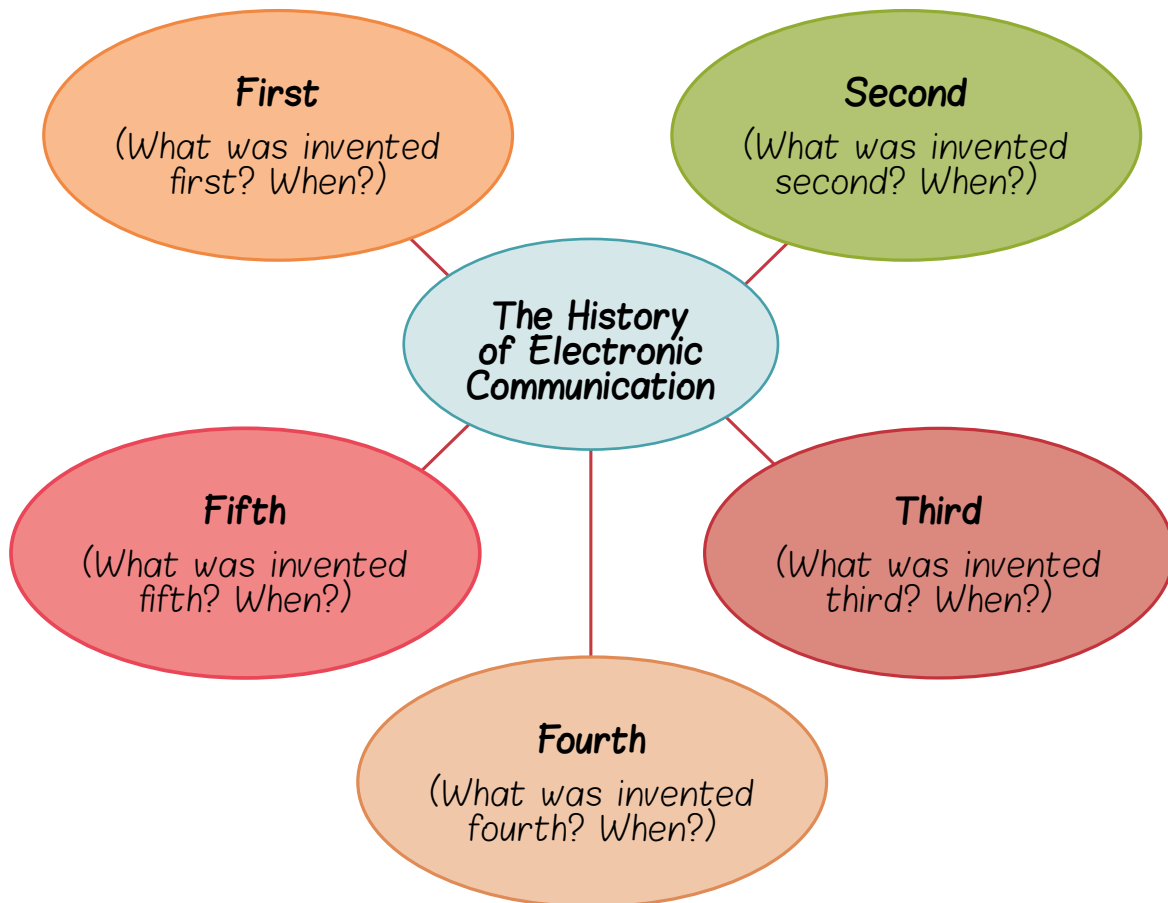 First
(What was invented
first? When?)
Second
(What was invented
second? When?)
The History
of Electronic
Communication
Fifth
(What was invented
fifth? When?)
Third
(What was invented
third? When?)
Fourth
(What was invented
fourth? When?)